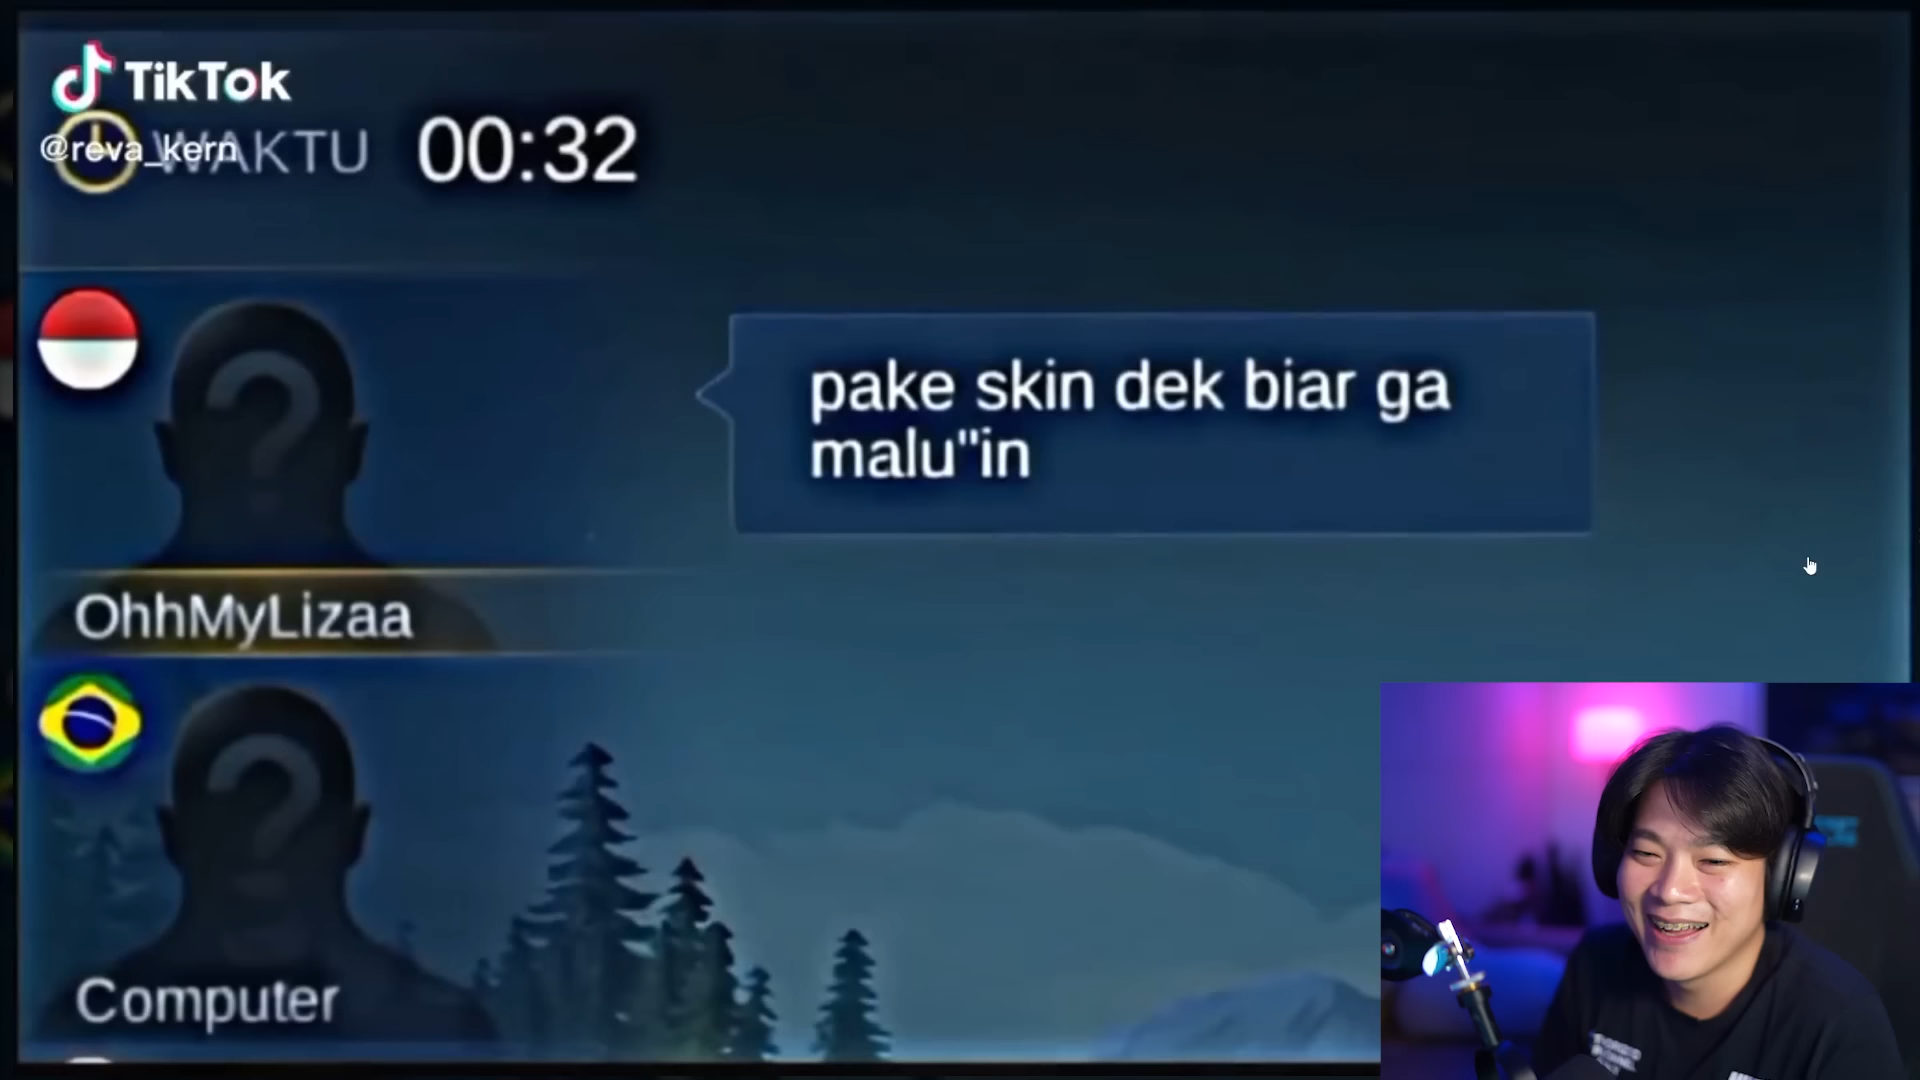 TikTok
@reva_kern
WAKTU 00:32
pake skin dek biar ga
malu"in
OhhMyLizaa
Computer